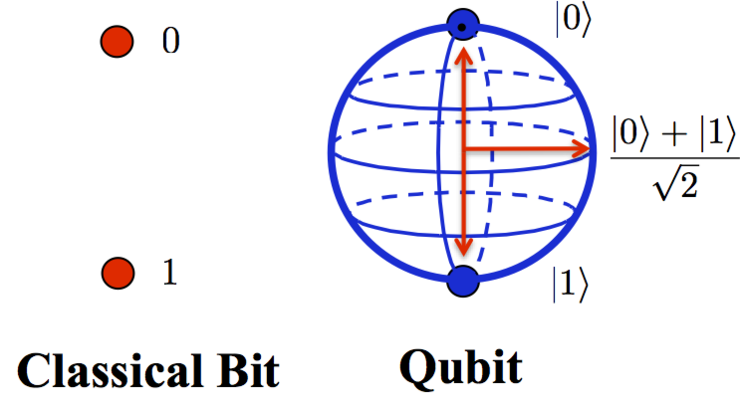 0
|0⟩
|0⟩ + |1⟩
√2
1
|1⟩
Classical Bit
Qubit